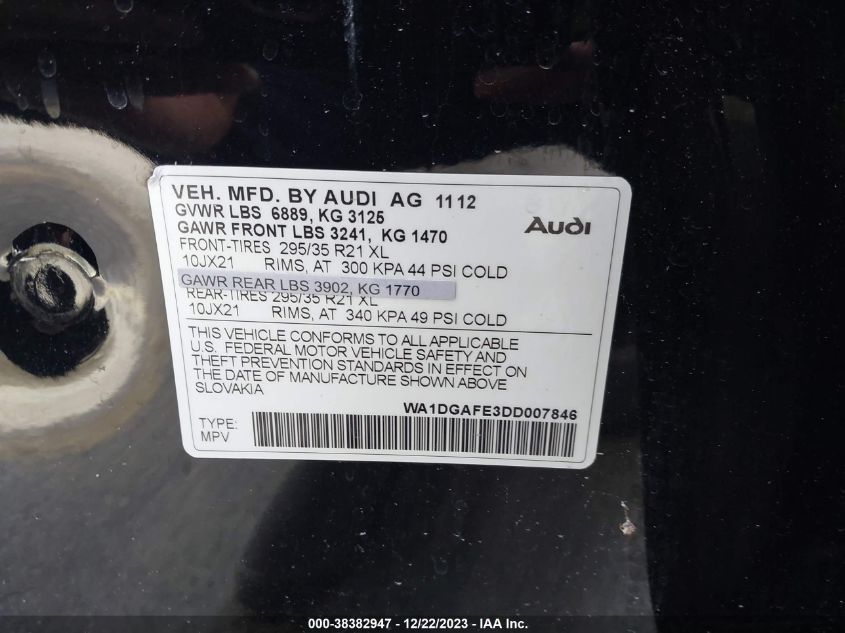 VEH. MFD. BY AUDI AG 1112
GVWR LBS 6889, KG 3125
GAWR FRONT LBS 3241, KG 1470
Audi
FRONT-TIRES 295/35 R21 XL
10JX21 RIMS, AT 300 KPA 44 PSI COLD
GAWR REAR LBS 3902, KG 1770
REAR-TIRES 295/35 R21 XL
10JX21 RIMS, AT 340 KPA 49 PSI COLD
THIS VEHICLE CONFORMS TO ALL APPLICABLE
U.S. FEDERAL MOTOR VEHICLE SAFETY AND
THEFT PREVENTION STANDARDS IN EFFECT ON
THE DATE OF MANUFACTURE SHOWN ABOVE
SLOVAKIA
WA1DGAFE3DD007846
TYPE:
MPV
000-38382947 - 12/22/2023 - Copyright © IAA, Inc.